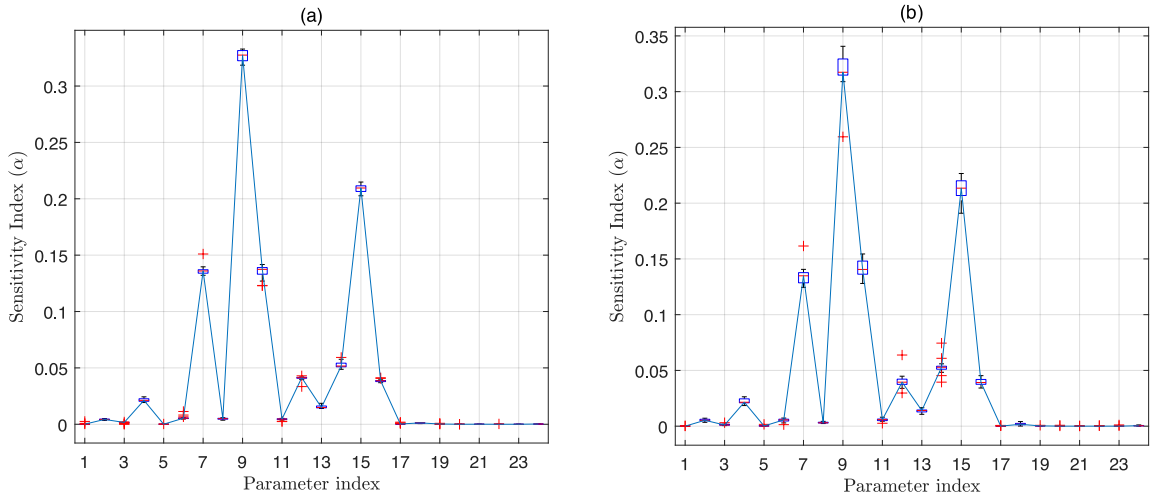 (a)
Sensitivity Index (α)
0.3
0.25
0.2
0.15
0.1
0.05
0
1 3 5 7 9 11 13 15 17 19 21 23
Parameter index
(b)
Sensitivity Index (α)
0.35
0.3
0.25
0.2
0.15
0.1
0.05
0
1 3 5 7 9 11 13 15 17 19 21 23
Parameter index